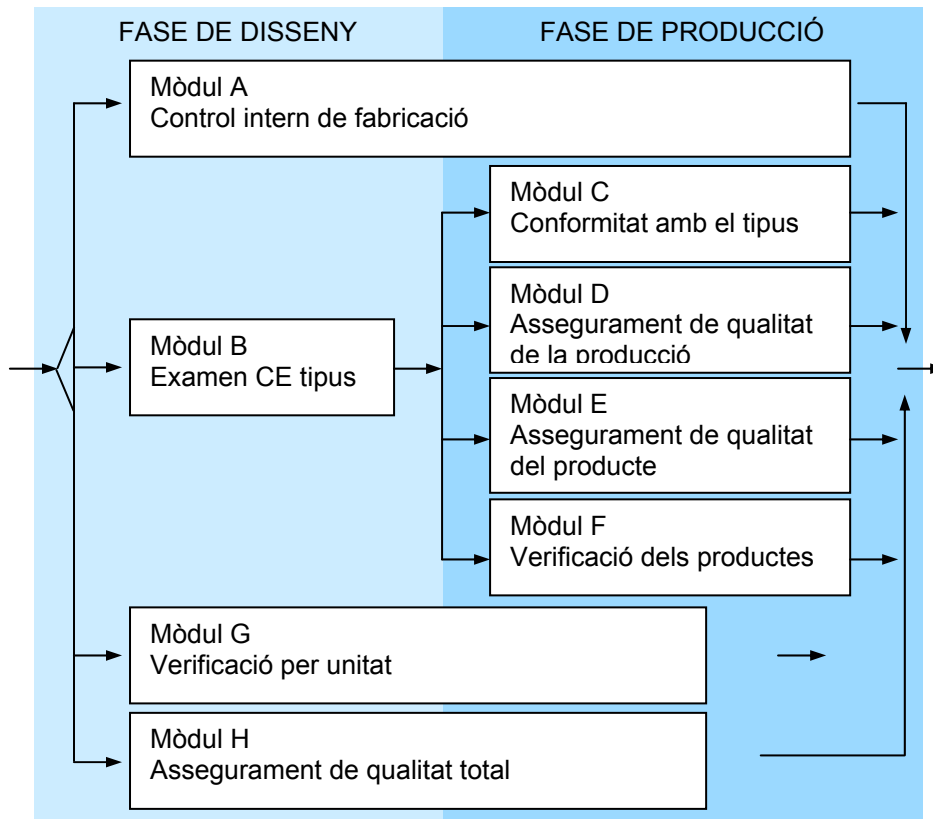 FASE DE DISSENY
FASE DE PRODUCCIÓ
Mòdul A
Control intern de fabricació
Mòdul C
Conformitat amb el tipus
Mòdul D
Assegurament de qualitat
de la producció
Mòdul B
Examen CE tipus
Mòdul E
Assegurament de qualitat
del producte
Mòdul F
Verificació dels productes
Mòdul G
Verificació per unitat
Mòdul H
Assegurament de qualitat total